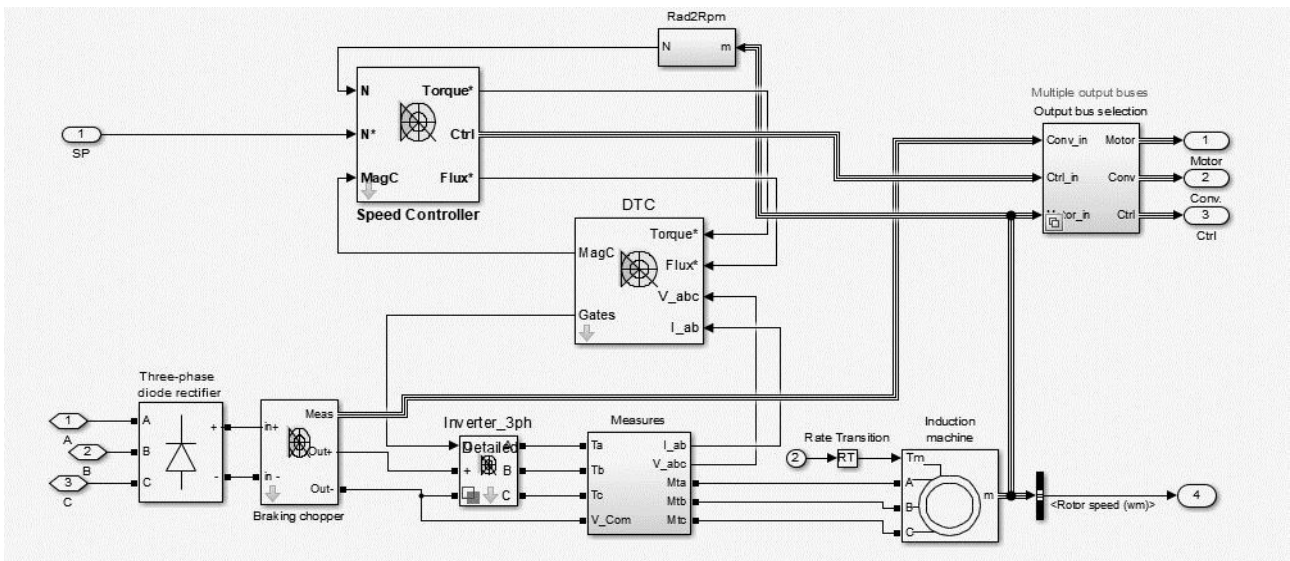 Rad2Rpm
N
m
Multiple output buses
Output bus selection
N
Torque*
1
SP
N*
Ctrl
MagC
Flux*
Speed Controller
Conv_in
Motor
1
Motor
Ctrl_in
Conv
2
Conv.
Ctrl
3
Ctrl
DTC
Torque*
MagC
Flux*
V_abc
Gates
I_ab
Three-phase
diode rectifier
1
A
A
+
2
B
B
3
C
C
-
Meas
in+
Out+
in -
Out-
Braking chopper
Inverter_3ph
Detailed
A
+
B
-
C
Measures
Ta
I_ab
Tb
V_abc
Mta
Tc
Mtb
V_Com
Mtc
Rate Transition
2
RT
Induction
machine
Tm
A
m
B
C
<Rotor speed (wm)>
4